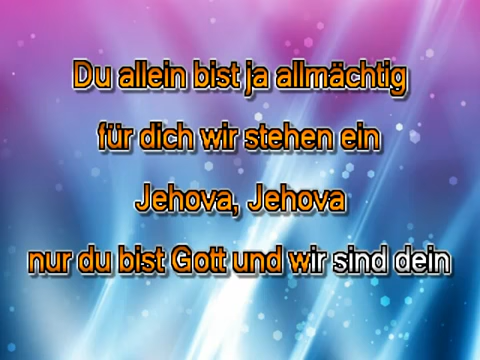 Du allein bist ja allmächtig
für dich wir stehen ein
Jehova, Jehova
nur du bist Gott und wir sind dein